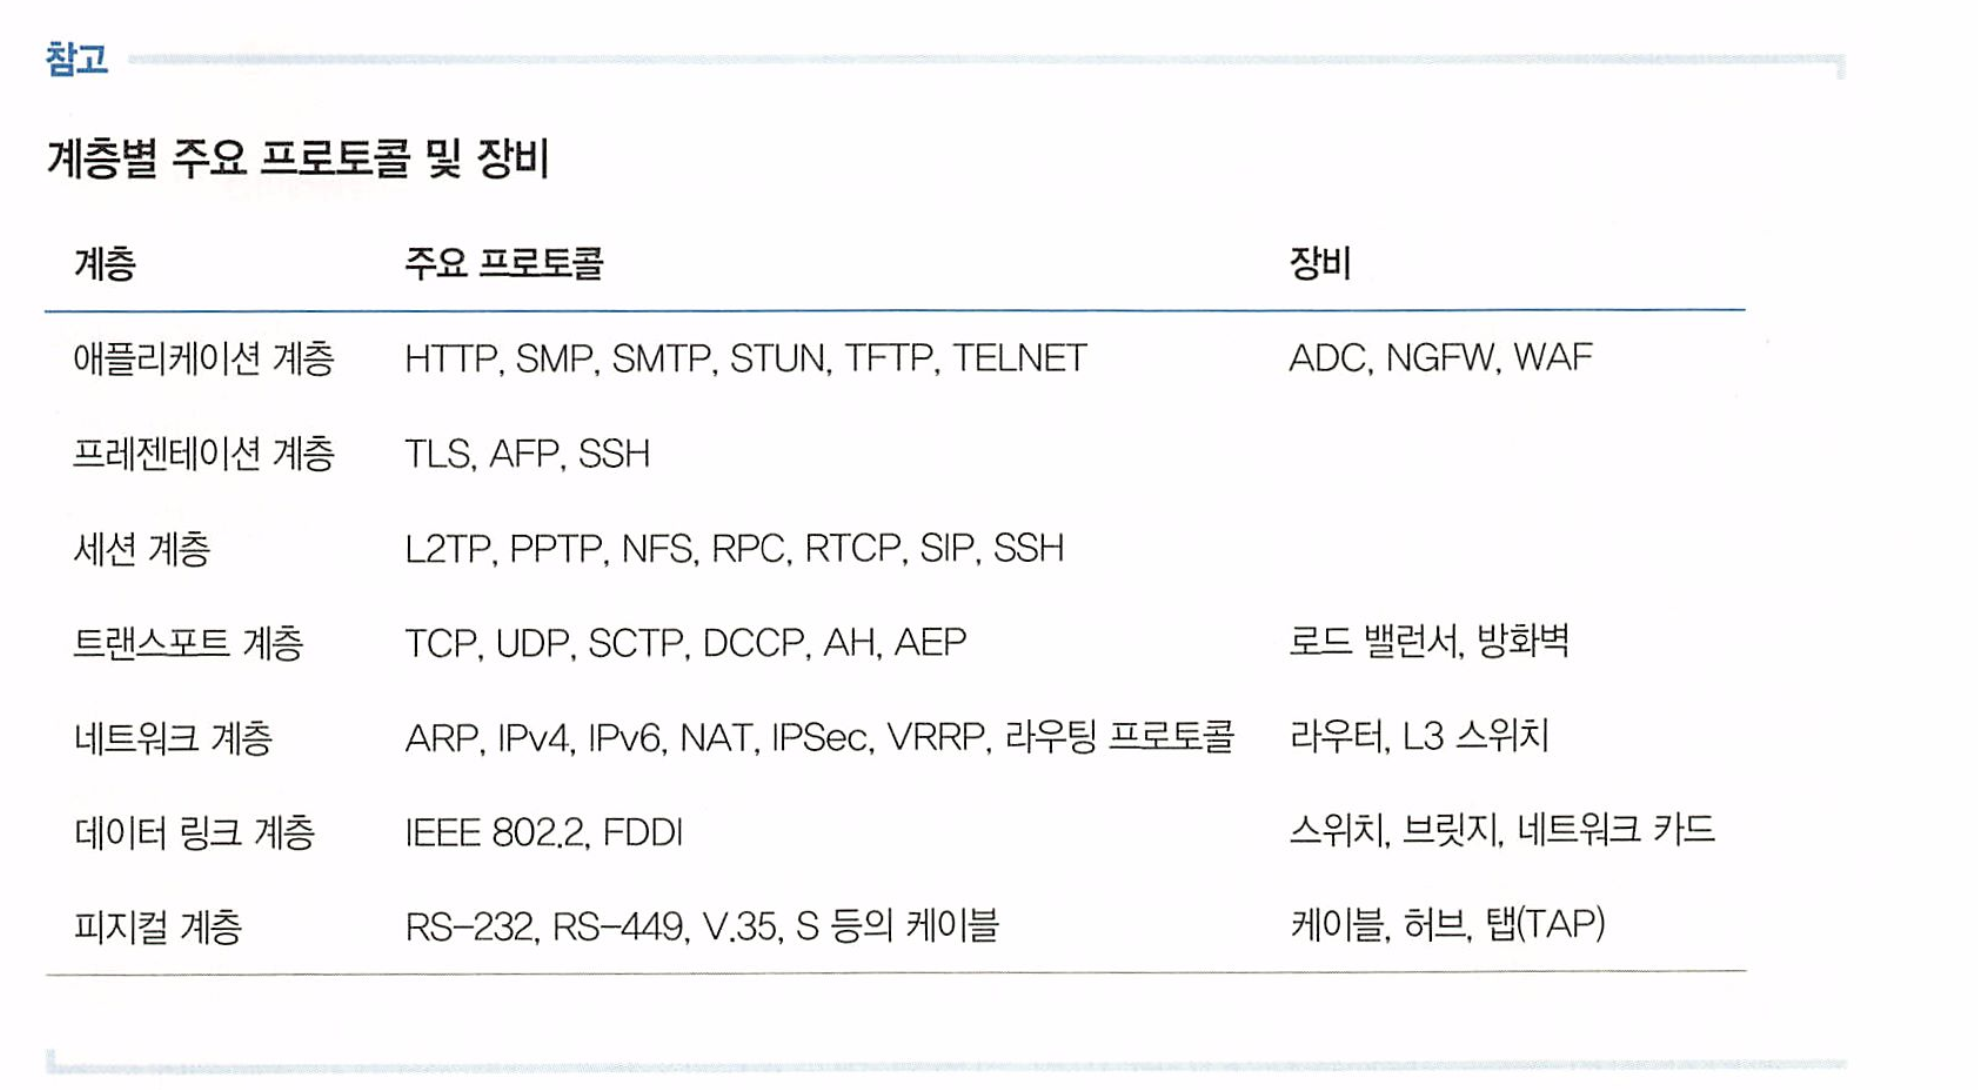 참고
계층별 주요 프로토콜 및 장비
계층 주요 프로토콜 장비
애플리케이션 계층 HTTP, SMP, SMTP, STUN, TFTP, TELNET ADC, NGFW, WAF
프레젠테이션 계층 TLS, AFP, SSH
세션 계층 L2TP, PPTP, NFS, RPC, RTCP, SIP, SSH
트랜스포트 계층 TCP, UDP, SCTP, DCCP, AH, AEP 로드 밸런서, 방화벽
네트워크 계층 ARP, IPv4, IPv6, NAT, IPSec, VRRP, 라우팅 프로토콜 라우터, L3 스위치
데이터 링크 계층 IEEE 802.2, FDDI 스위치, 브릿지, 네트워크 카드
피지컬 계층 RS-232, RS-449, V.35, S 등의 케이블 케이블, 허브, 탭(TAP)